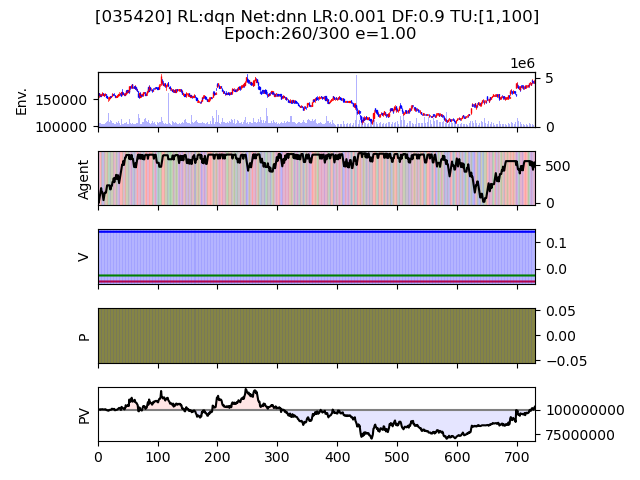 [035420] RL:dqn Net:dnn LR:0.001 DF:0.9 TU:[1,100]
Epoch:260/300 e=1.00
1e6
Env.
150000
100000
5
0
Agent
500
0
V
0.1
0.0
P
0.05
0.00
−0.05
PV
100000000
75000000
0 100 200 300 400 500 600 700